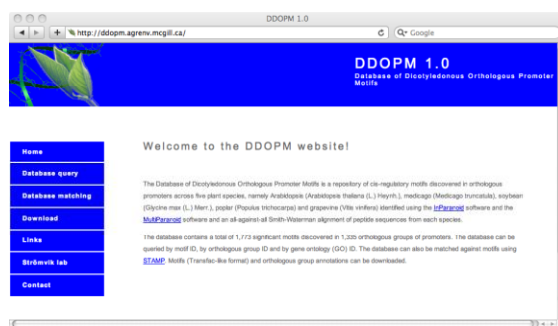 DDOPM 1.0
http://ddopm.agrenv.mcgill.ca/
Google
DDOPM 1.0
Database of Dicotyledonous Orthologous Promoter
Motifs
Home
Database query
Database matching
Download
Links
Strömvik lab
Contact
Welcome to the DDOPM website!
The Database of Dicotyledonous Orthologous Promoter Motifs is a repository of cis-regulatory motifs discovered in orthologous
promoters across five plant species, namely Arabidopsis (Arabidopsis thaliana (L.) Heynh.), medicago (Medicago truncatula), soybean
(Glycine max (L.) Merr.), poplar (Populus trichocarpa) and grapevine (Vitis vinifera) identified using the InParanoid software and the
MultiParanoid software and an all-against-all Smith-Waterman alignment of peptide sequences from each species.
The database contains a total of 1,773 significant motifs discovered in 1,335 orthologous groups of promoters. The database can be
queried by motif ID, by orthologous group ID and by gene ontology (GO) ID. The database can also be matched against motifs using
STAMP. Motifs (Transfac-like format) and orthologous group annotations can be downloaded.